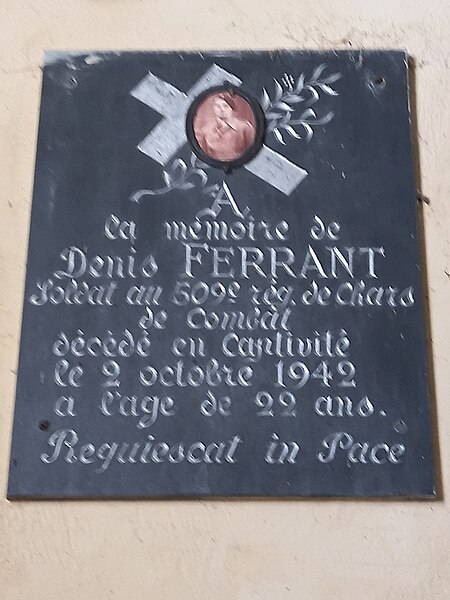 A
la mémoire de
Denis FERRANT
Soldat au 509e rég. de Chars
de Combat
décédé en Captivité
le 2 octobre 1942
a l'age de 22 ans.
Requiescat in Pace